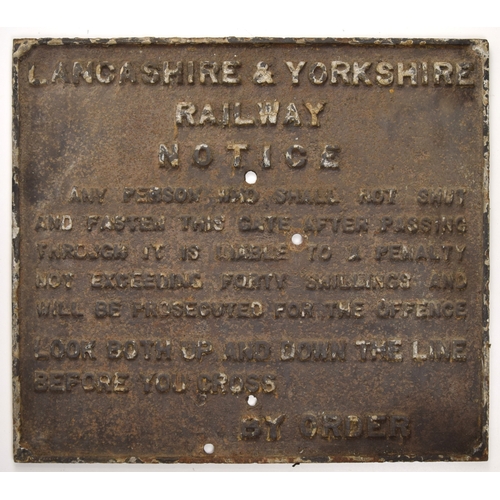 LANCASHIRE & YORKSHIRE
RAILWAY
NOTICE
ANY PERSON WHO SHALL NOT SHUT
AND FASTEN THIS GATE AFTER PASSING
THROUGH IT IS LIABLE TO A PENALTY
NOT EXCEEDING FORTY SHILLINGS AND
WILL BE PROSECUTED FOR THE OFFENCE
LOOK BOTH UP AND DOWN THE LINE
BEFORE YOU CROSS
BY ORDER